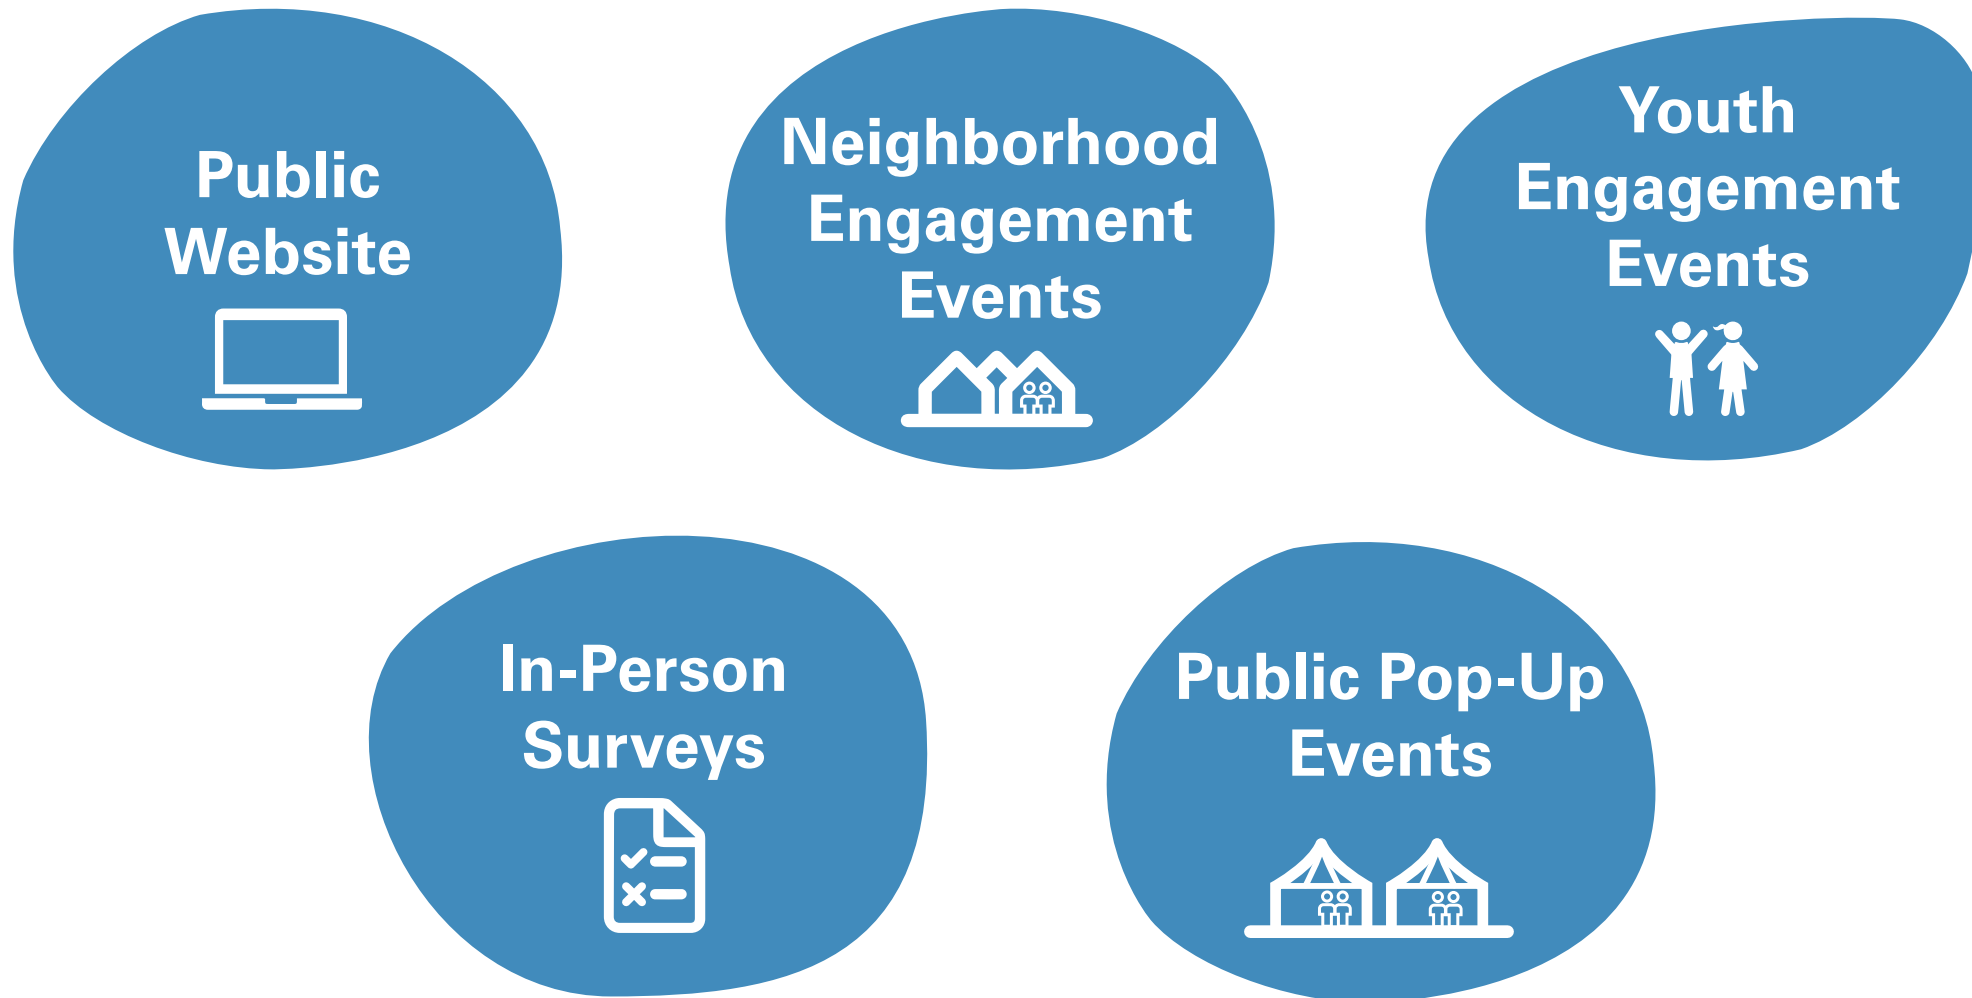 Public
Website
Neighborhood
Engagement
Events
Youth
Engagement
Events
In-Person
Surveys
Public Pop-Up
Events